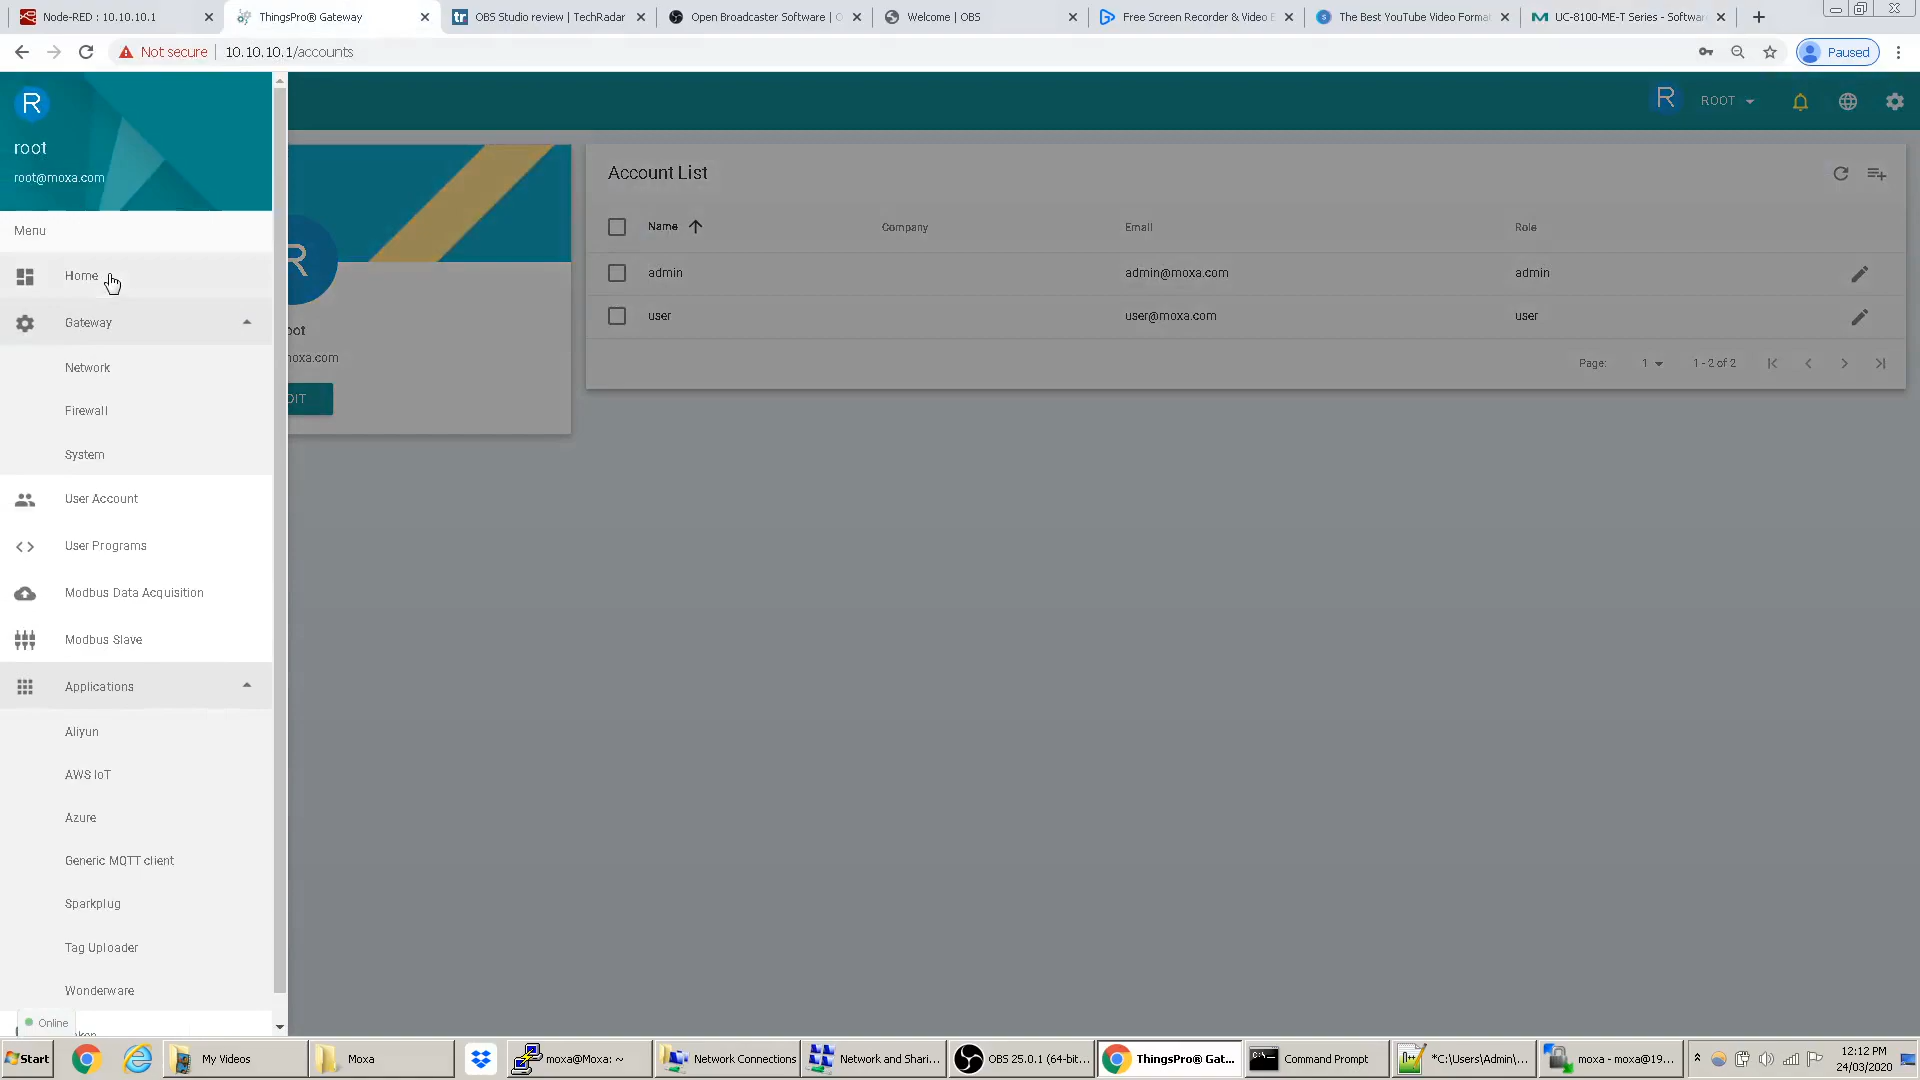 Node-RED : 10.10.10.1
ThingsPro® Gateway
OBS Studio review | TechRadar
Open Broadcaster Software | O
Welcome | OBS
Free Screen Recorder & Video E
The Best YouTube Video Format
UC-8100-ME-T Series - Softwar
Not secure
10.10.10.1/accounts
Paused
R
root
root@moxa.com
R
ROOT
Menu
Home
Gateway
Network
Firewall
System
User Account
User Programs
Modbus Data Acquisition
Modbus Slave
Applications
Aliyun
AWS IoT
Azure
Generic MQTT client
Sparkplug
Tag Uploader
Wonderware
Online
R
oot
noxa.com
DIT
Account List
Name
Company
Email
Role
admin
admin@moxa.com
admin
user
user@moxa.com
user
Page:
1
1 - 2 of 2
Start
My Videos
Moxa
moxa@Moxa: ~
Network Connections
Network and Shari...
OBS 25.0.1 (64-bit...
ThingsPro® Gat...
Command Prompt
*C:\Users\Admin\...
moxa - moxa@19...
12:12 PM
24/03/2020